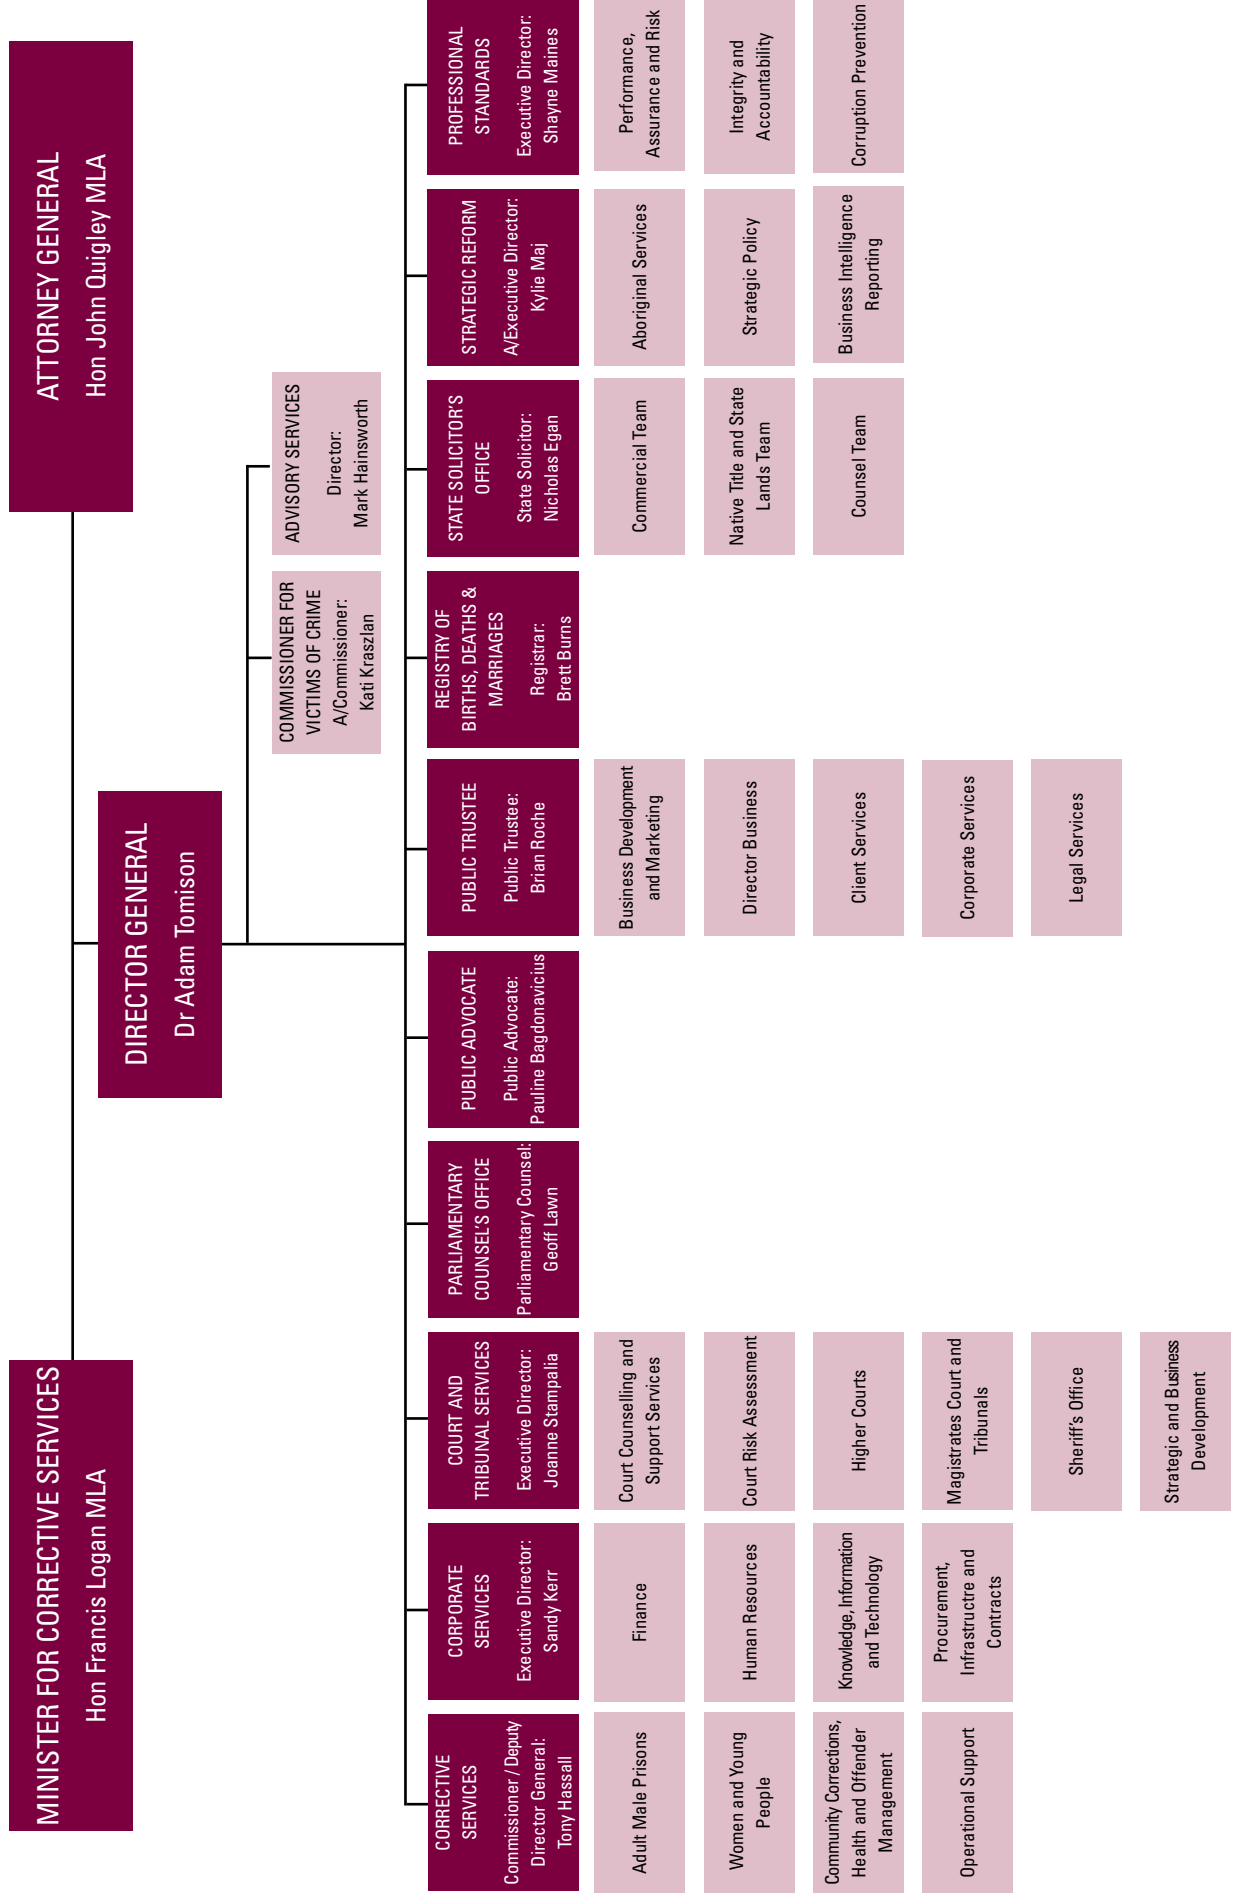 MINISTER FOR CORRECTIVE SERVICES
Hon Francis Logan MLA
ATTORNEY GENERAL
Hon John Quigley MLA
DIRECTOR GENERAL
Dr Adam Tomison
COMMISSIONER FOR
VICTIMS OF CRIME
A/Commissioner:
Kati Kraszlan
ADVISORY SERVICES
Director:
Mark Hainsworth
CORRECTIVE
SERVICES
Commissioner / Deputy
Director General:
Tony Hassall
Adult Male Prisons
Women and Young
People
Community Corrections,
Health and Offender
Management
Operational Support
CORPORATE
SERVICES
Executive Director:
Sandy Kerr
Finance
Human Resources
Knowledge, Information
and Technology
Procurement,
Infrastructre and
Contracts
COURT AND
TRIBUNAL SERVICES
Executive Director:
Joanne Stampalia
Court Counselling and
Support Services
Court Risk Assessment
Higher Courts
Magistrates Court and
Tribunals
Sheriff's Office
Strategic and Business
Development
PARLIAMENTARY
COUNSEL'S OFFICE
Parliamentary Counsel:
Geoff Lawn
PUBLIC ADVOCATE
Public Advocate:
Pauline Bagdonavicius
PUBLIC TRUSTEE
Public Trustee:
Brian Roche
Business Development
and Marketing
Director Business
Client Services
Corporate Services
Legal Services
REGISTRY OF
BIRTHS, DEATHS &
MARRIAGES
Registrar:
Brett Burns
STATE SOLICITOR'S
OFFICE
State Solicitor:
Nicholas Egan
Commercial Team
Native Title and State
Lands Team
Counsel Team
STRATEGIC REFORM
A/Executive Director:
Kylie Maj
Aboriginal Services
Strategic Policy
Business Intelligence
Reporting
PROFESSIONAL
STANDARDS
Executive Director:
Shayne Maines
Performance,
Assurance and Risk
Integrity and
Accountability
Corruption Prevention